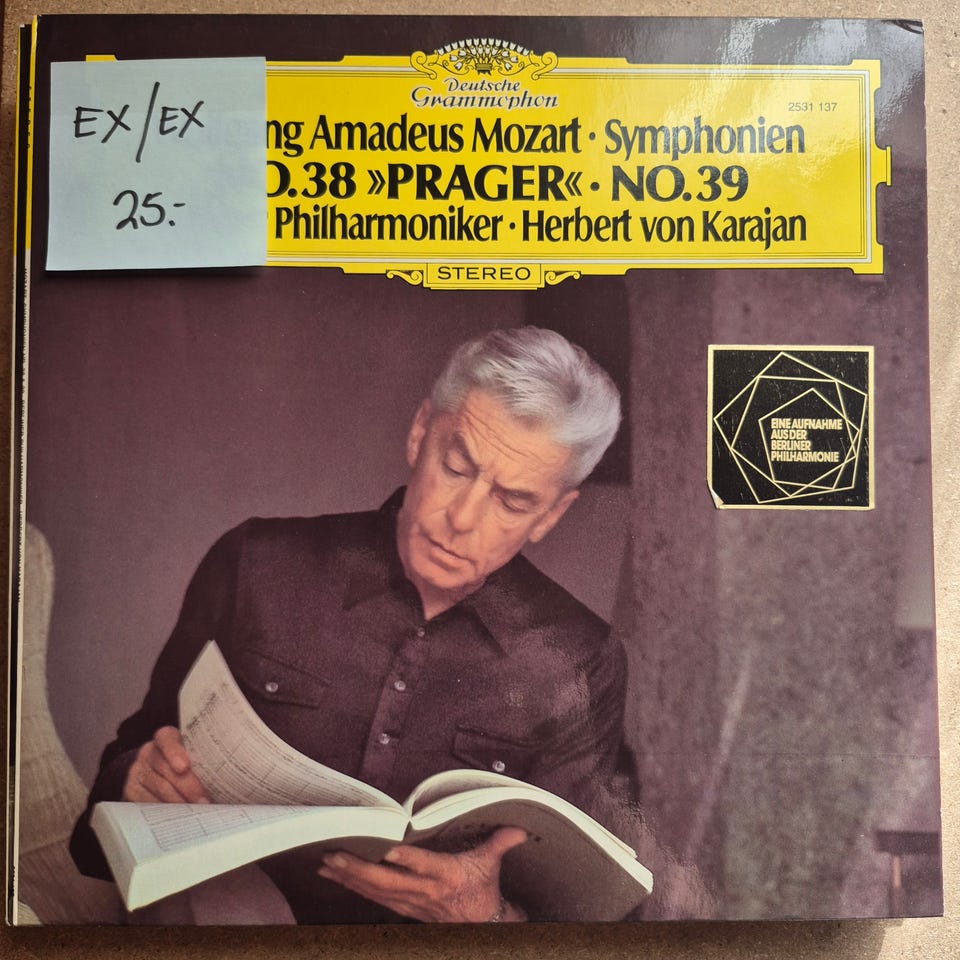 EX/EX
25.-
Deutsche
Grammophon
2531 137
Amadeus Mozart · Symphonien
.38 »PRAGER« · NO.39
Philharmoniker · Herbert von Karajan
STEREO
EINE AUFNAHME
AUS DER
BERLINER
PHILHARMONIE